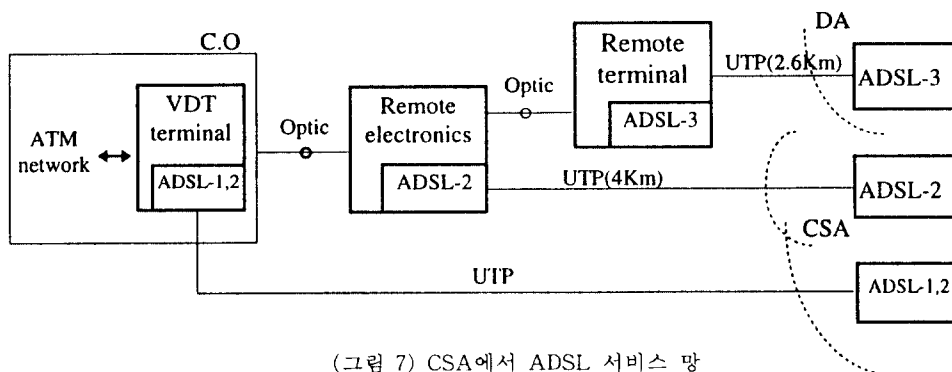 C.O
ATM
network
VDT
terminal
ADSL-1,2
Optic
Remote
electronics
ADSL-2
Optic
Remote
terminal
ADSL-3
UTP(2.6Km)
DA
ADSL-3
UTP(4Km)
ADSL-2
CSA
UTP
ADSL-1,2
(그림 7) CSA에서 ADSL 서비스 망